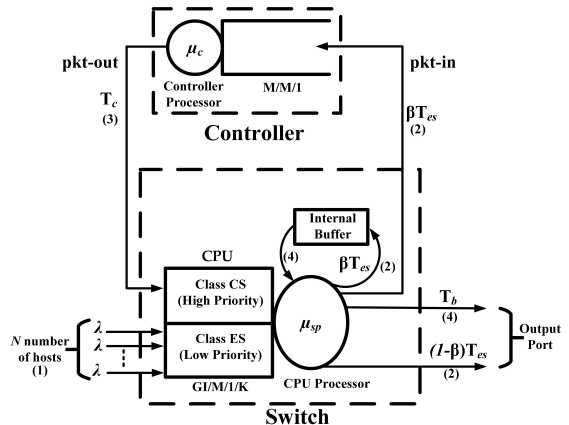 pkt-out
μc
Controller
Processor
M/M/1
pkt-in
Tc
(3)
Controller
βTes
(2)
Internal
Buffer
(4)
βTes
(2)
CPU
Class CS
(High Priority)
Class ES
(Low Priority)
μsp
CPU Processor
GI/M/1/K
Switch
N number
of hosts
(1)
λ
λ
λ
Tb
(4)
(1-β)Tes
(2)
Output
Port